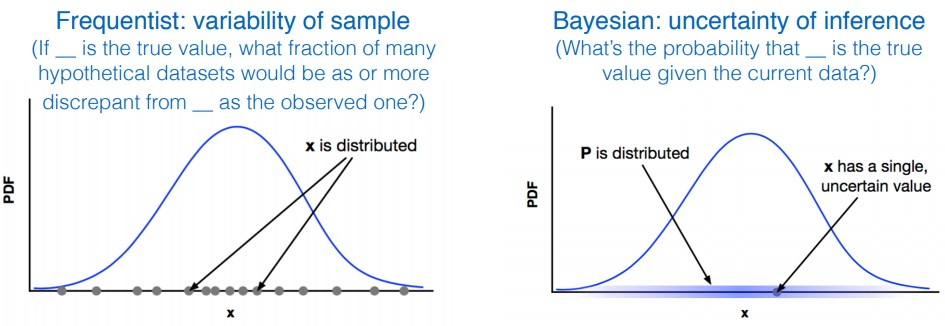 Frequentist: variability of sample
(If __ is the true value, what fraction of many
hypothetical datasets would be as or more
discrepant from __ as the observed one?)
x is distributed
PDF
x
Bayesian: uncertainty of inference
(What's the probability that __ is the true
value given the current data?)
P is distributed
x has a single,
uncertain value
PDF
x